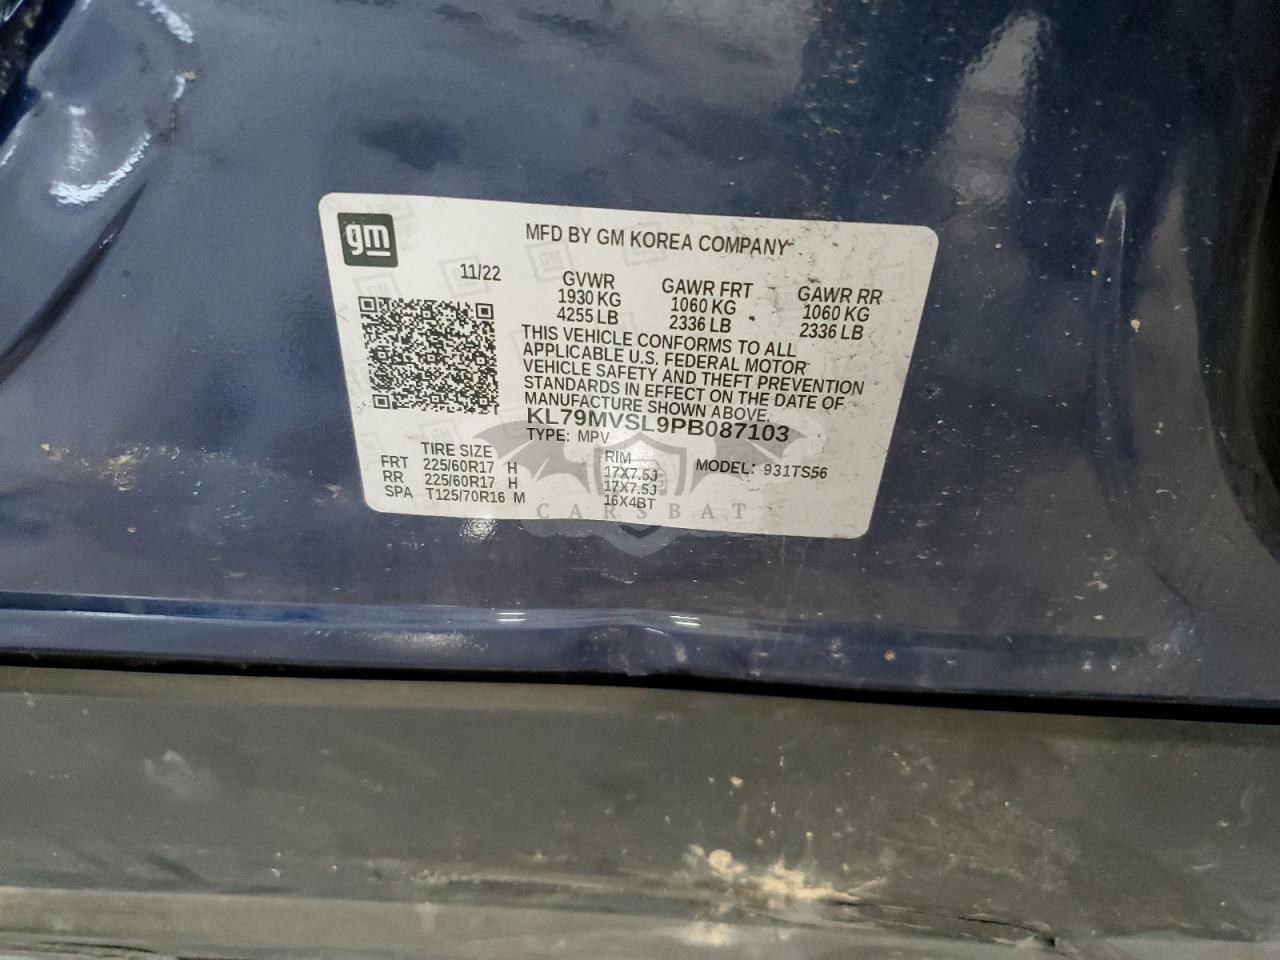 gm
MFD BY GM KOREA COMPANY
11/22
GVWR GAWR FRT GAWR RR
1930 KG 1060 KG 1060 KG
4255 LB 2336 LB 2336 LB
THIS VEHICLE CONFORMS TO ALL
APPLICABLE U.S. FEDERAL MOTOR
VEHICLE SAFETY AND THEFT PREVENTION
STANDARDS IN EFFECT ON THE DATE OF
MANUFACTURE SHOWN ABOVE.
KL79MVSL9PB087103
TYPE: MPV
TIRE SIZE RIM MODEL: 931TS56
FRT 225/60R17 H 17X7.5J
RR 225/60R17 H 17X7.5J
SPA T125/70R16 M 16X4BT
CARSBAT